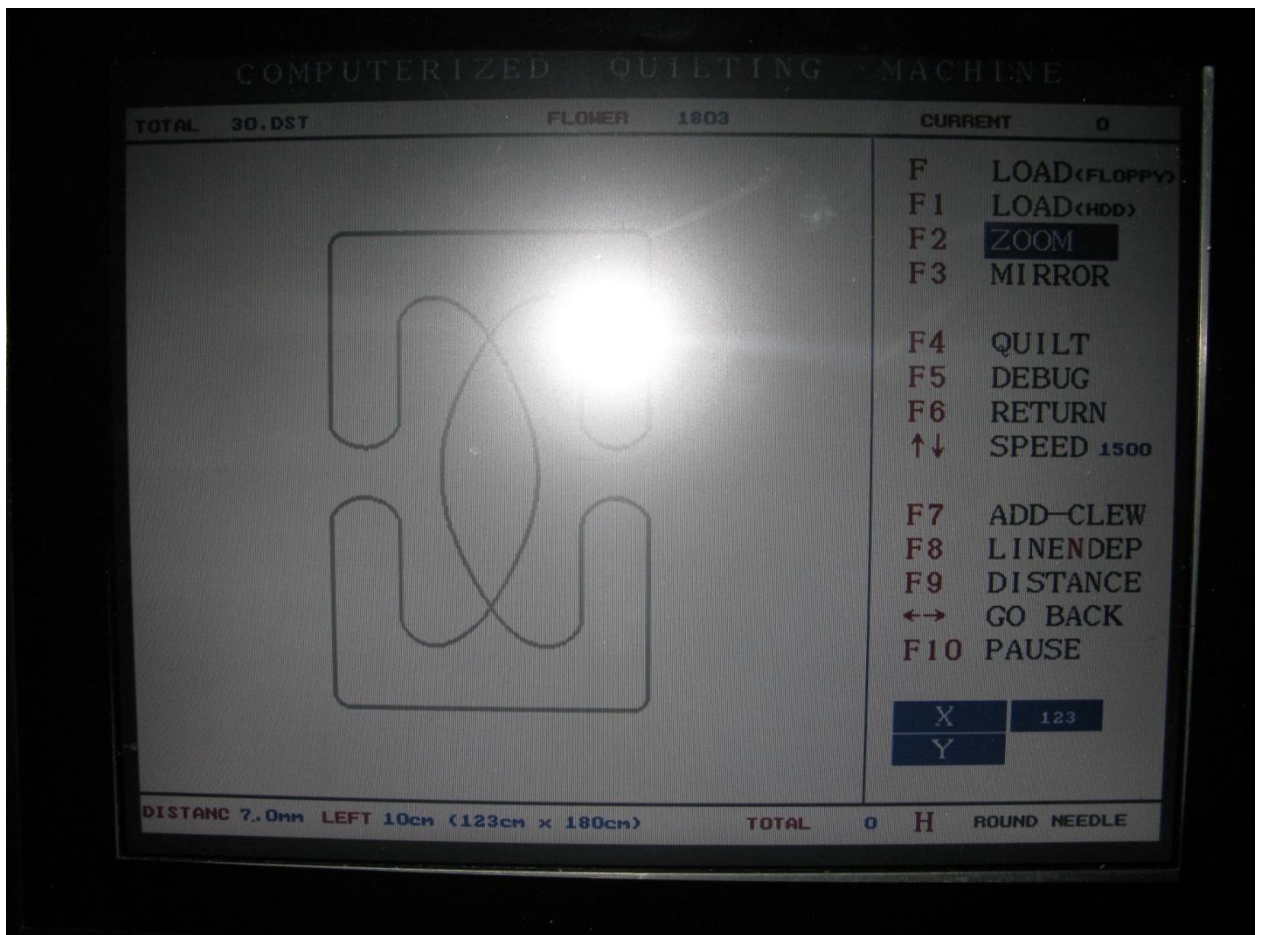 COMPUTERIZED QUILTING MACHINE
TOTAL 30.DST FLOWER 1803 CURRENT 0
F LOAD(FLOPPY)
F1 LOAD(HDD)
F2 ZOOM
F3 MIRROR
F4 QUILT
F5 DEBUG
F6 RETURN
↑↓ SPEED 1500
F7 ADD-CLEW
F8 LINENDEP
F9 DISTANCE
←→ GO BACK
F10 PAUSE
X 123
Y
DISTANC 7.0mm LEFT 10cm (123cm x 180cm) TOTAL 0 H ROUND NEEDLE